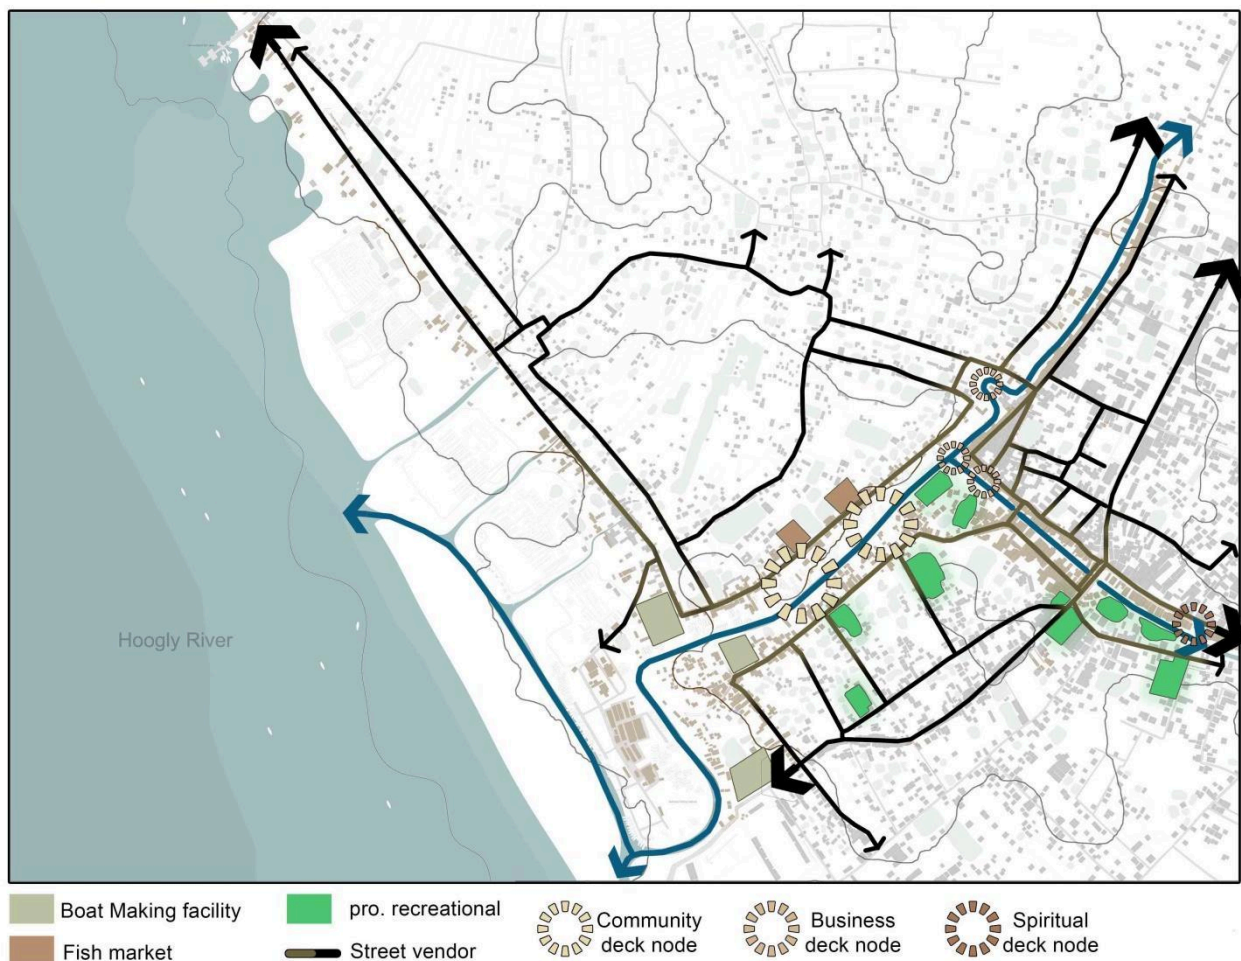 Hoogly River
Boat Making facility
pro. recreational
Community
deck node
Business
deck node
Spiritual
deck node
Fish market
Street vendor